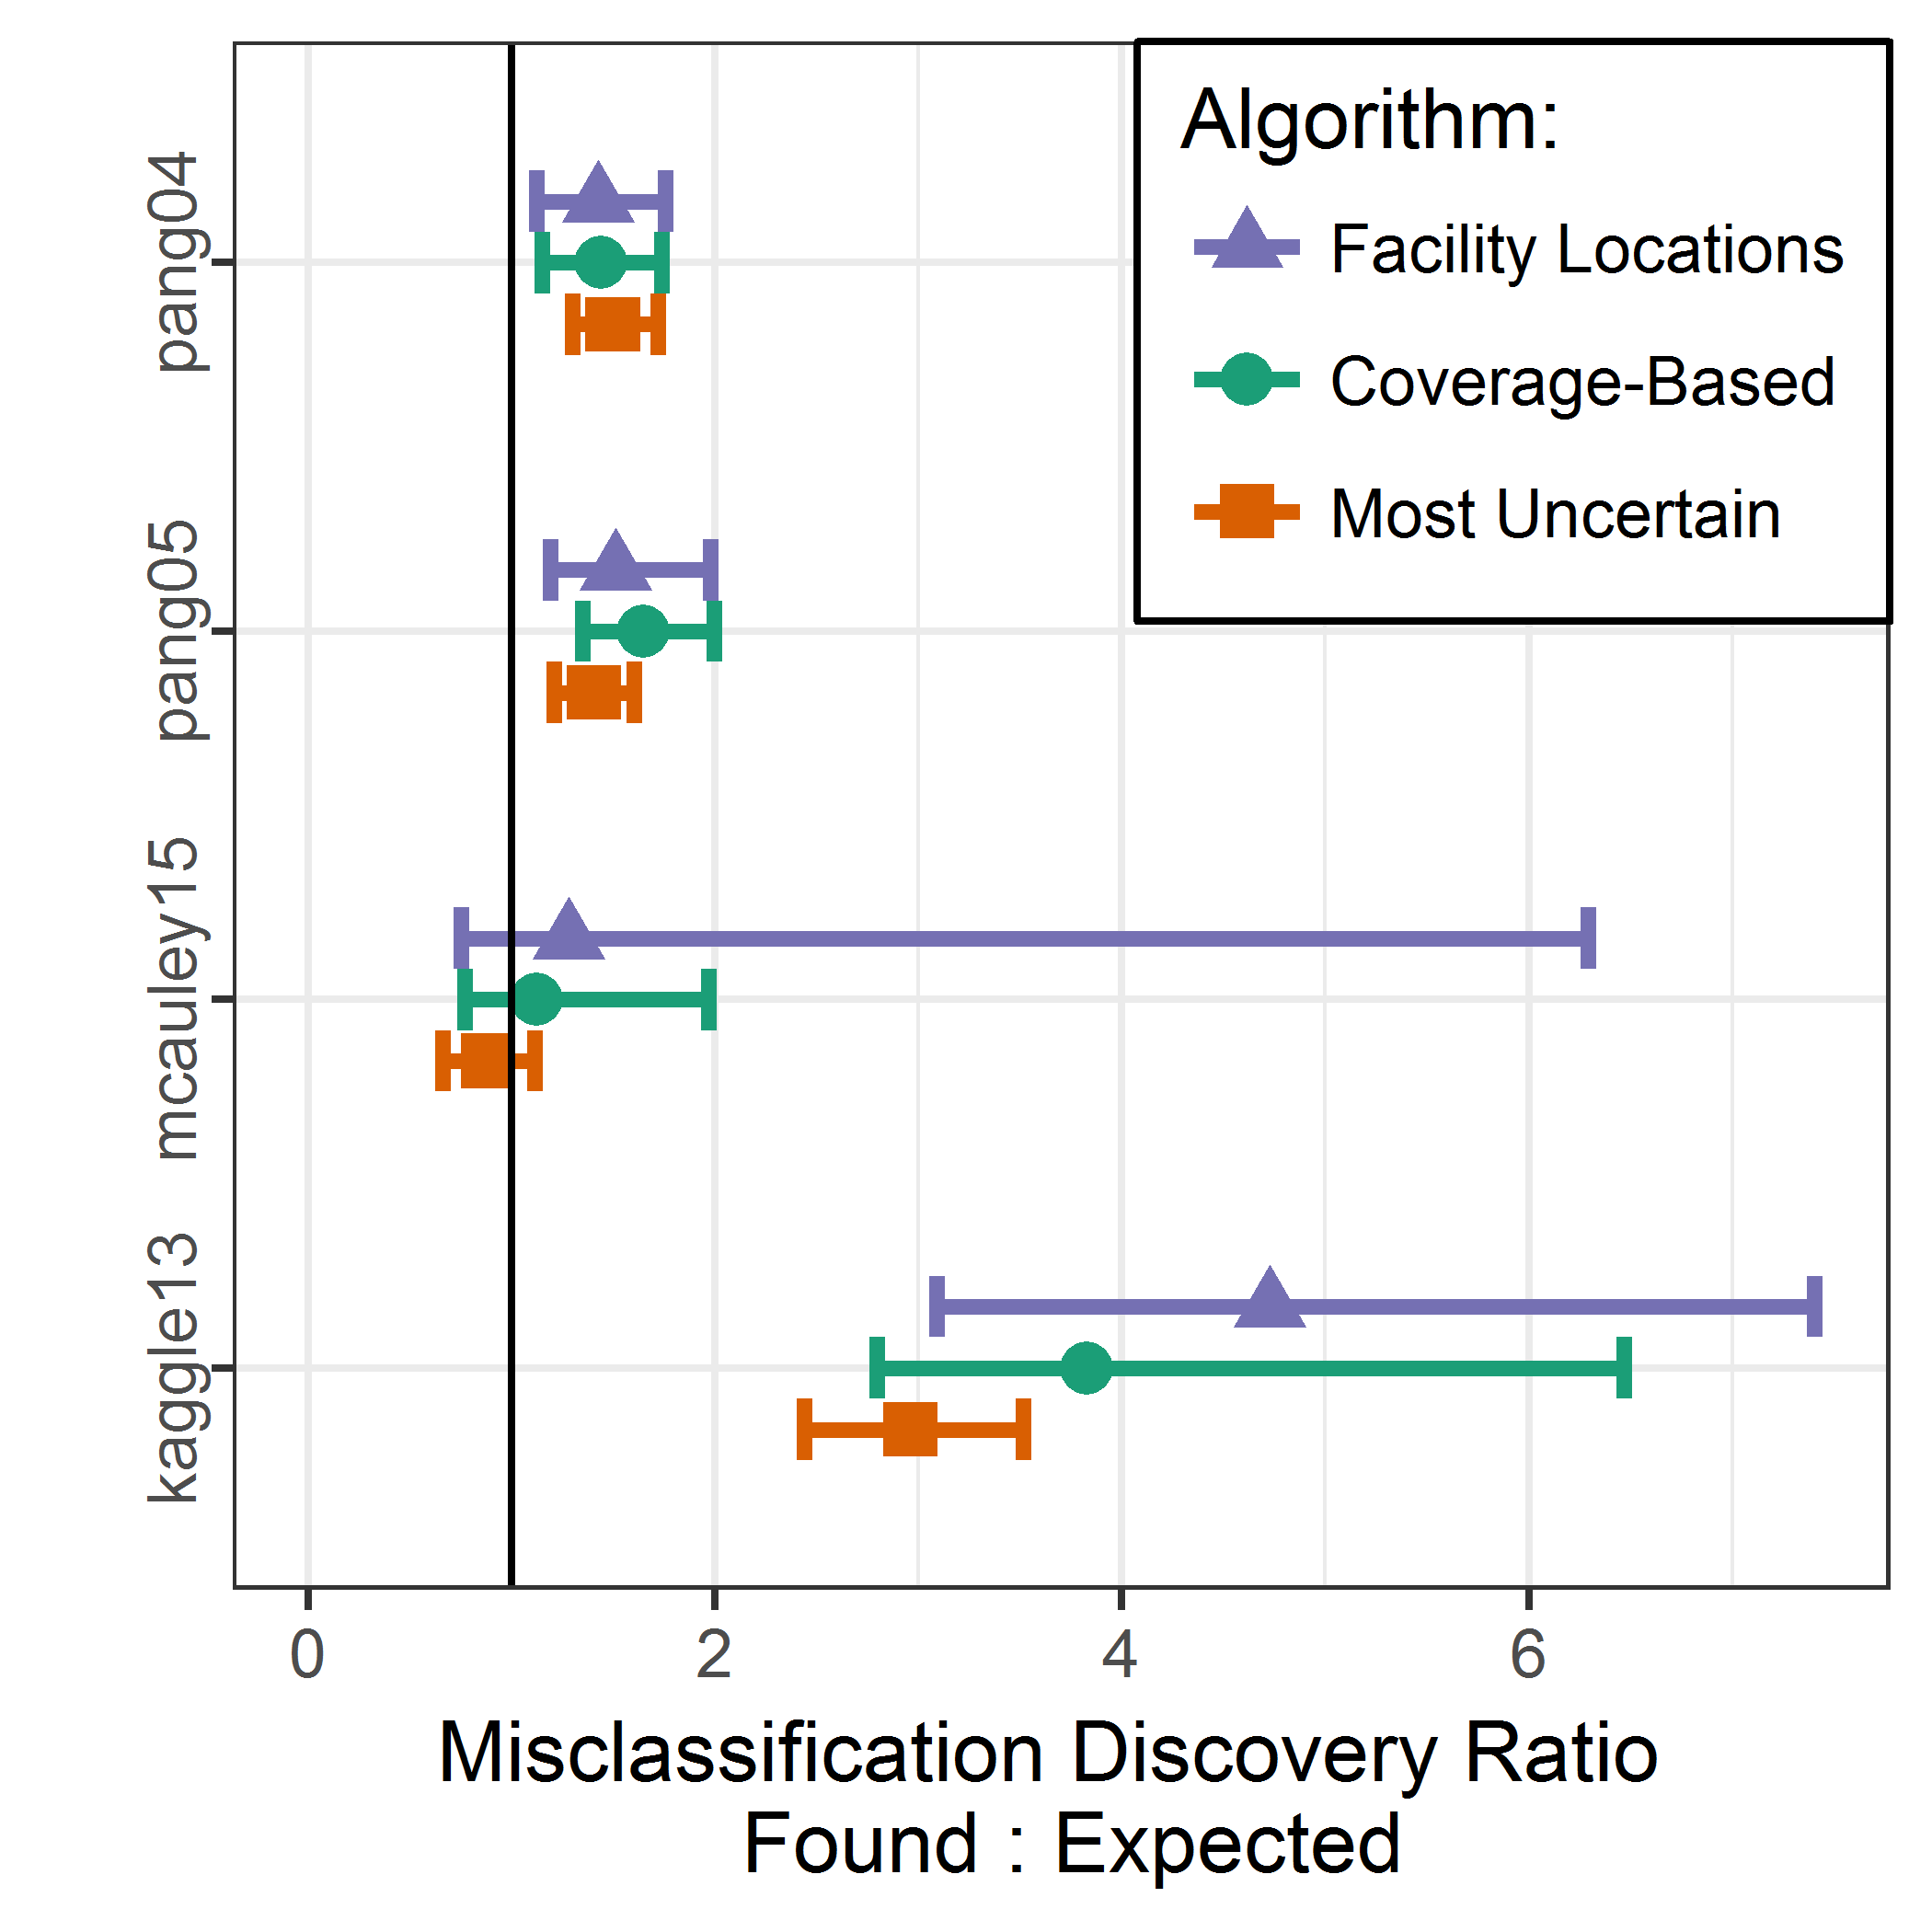 Algorithm:
Facility Locations
Coverage-Based
Most Uncertain
pang04
pang05
mcauley15
kaggle13
0 2 4 6
Misclassification Discovery Ratio
Found : Expected